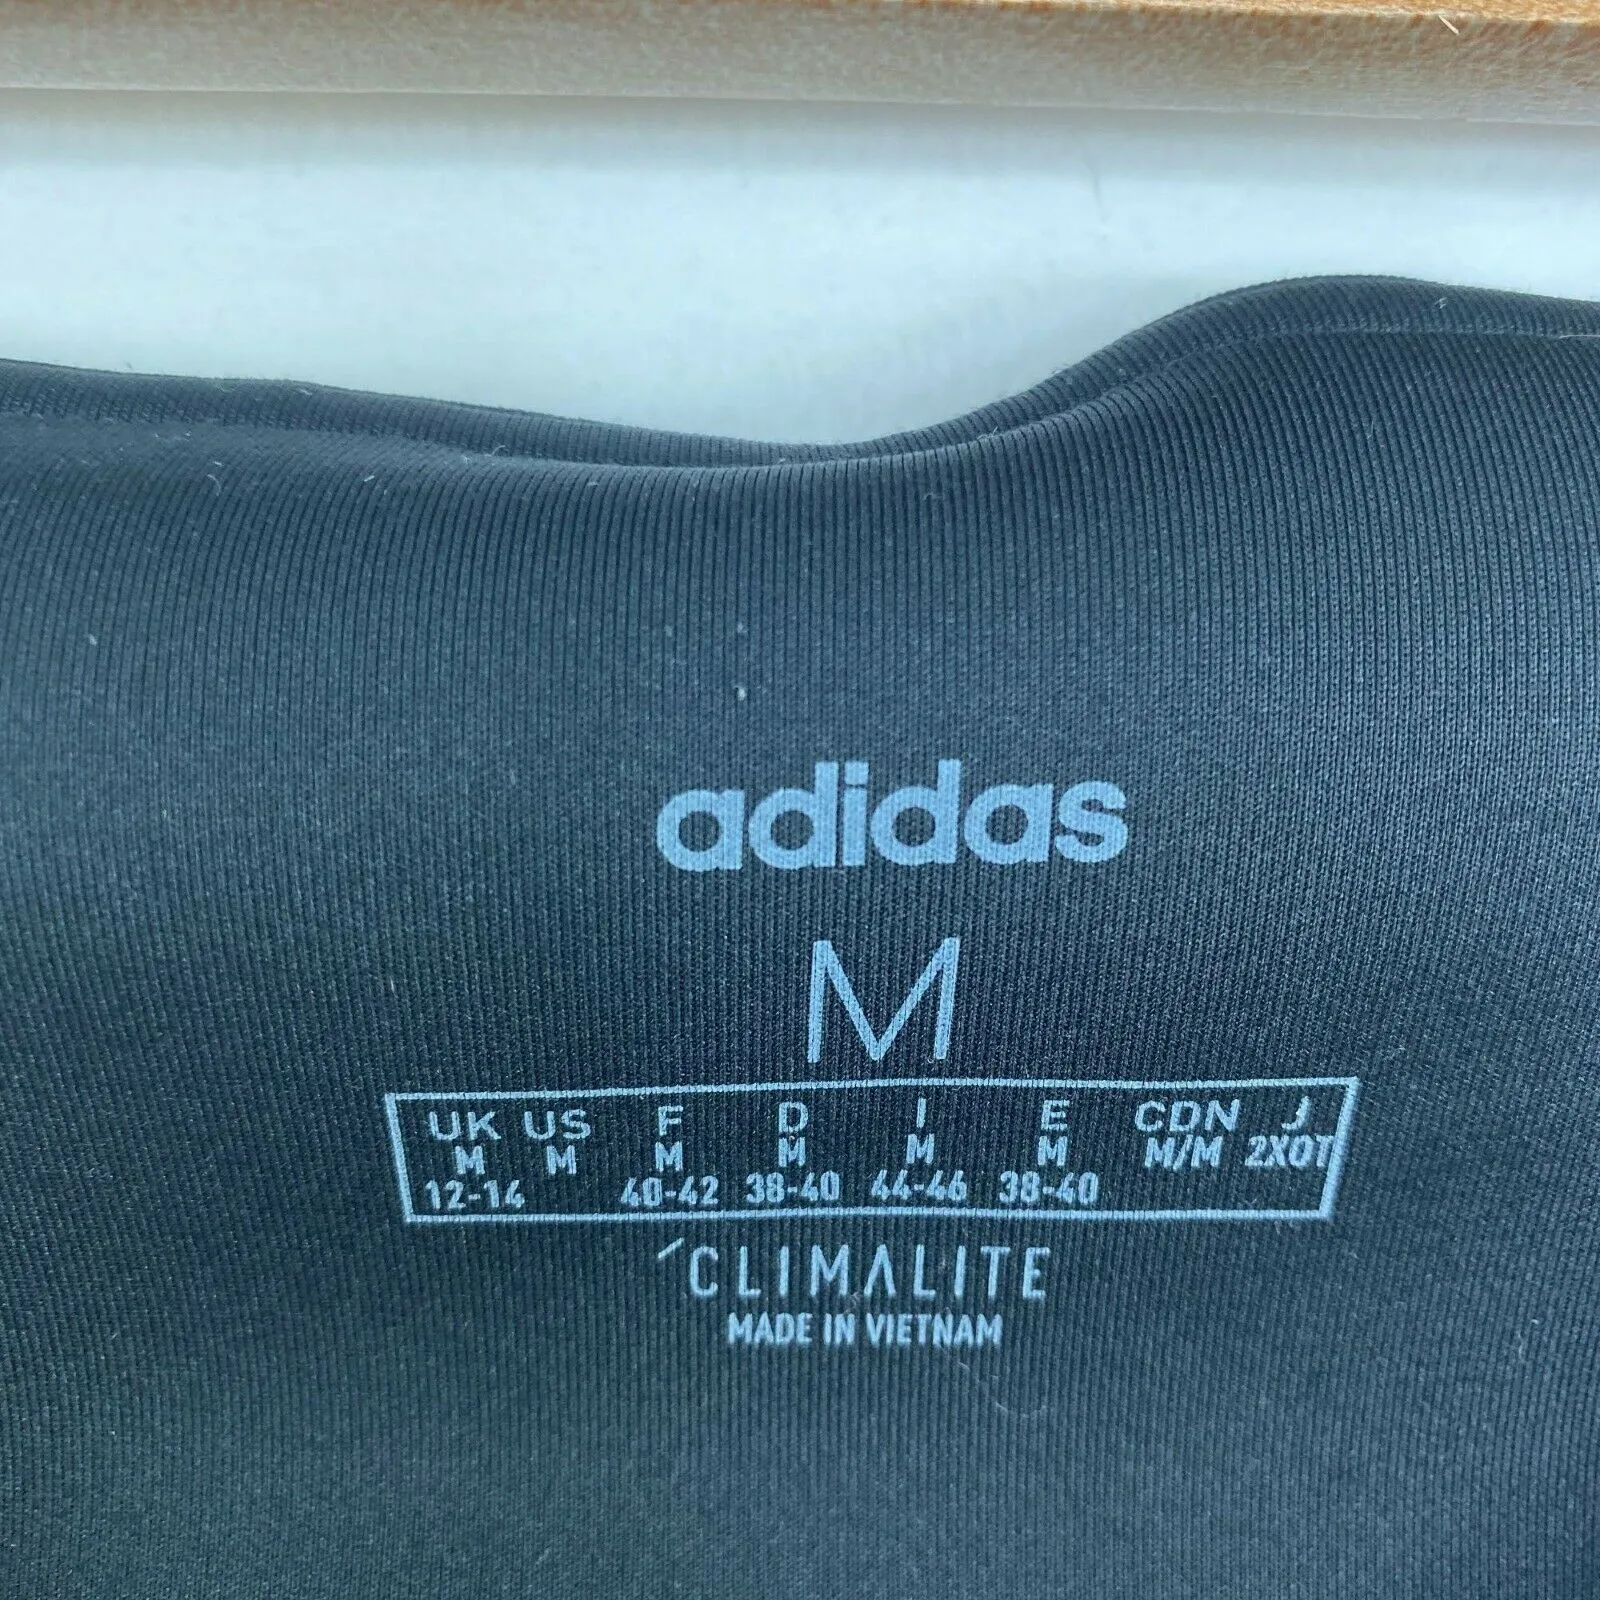 adidas
M
UK US F D I E CDN J
M M M M M M M/M 2XOT
12-14 40-42 38-40 44-46 38-40
CLIMALITE
MADE IN VIETNAM